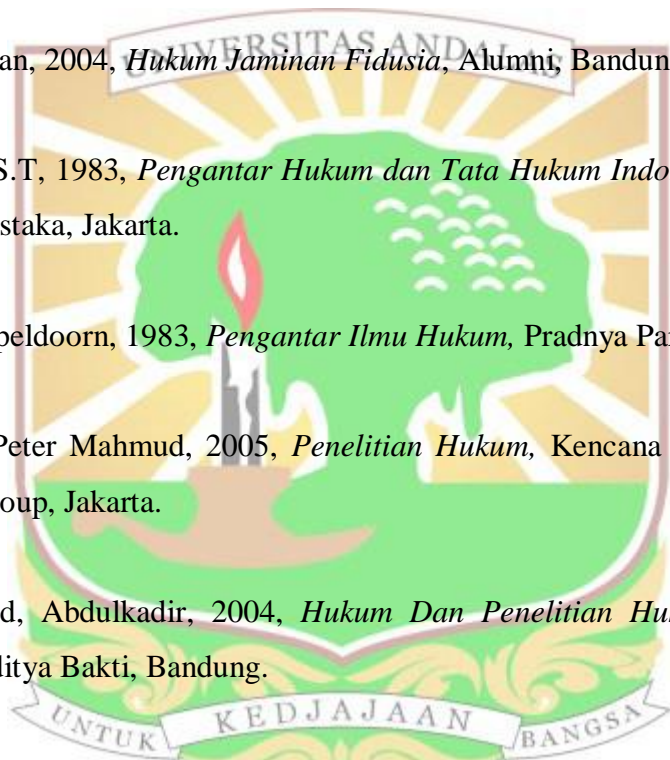 UNIVERSITAS ANDALAS
an, 2004, Hukum Jaminan Fidusia, Alumni, Bandun
S.T, 1983, Pengantar Hukum dan Tata Hukum Indo
staka, Jakarta.
peldoorn, 1983, Pengantar Ilmu Hukum, Pradnya Pa
Peter Mahmud, 2005, Penelitian Hukum, Kencana
oup, Jakarta.
d, Abdulkadir, 2004, Hukum Dan Penelitian Hu
ditya Bakti, Bandung.
UNTUK KEDJAJAAN BANGSA